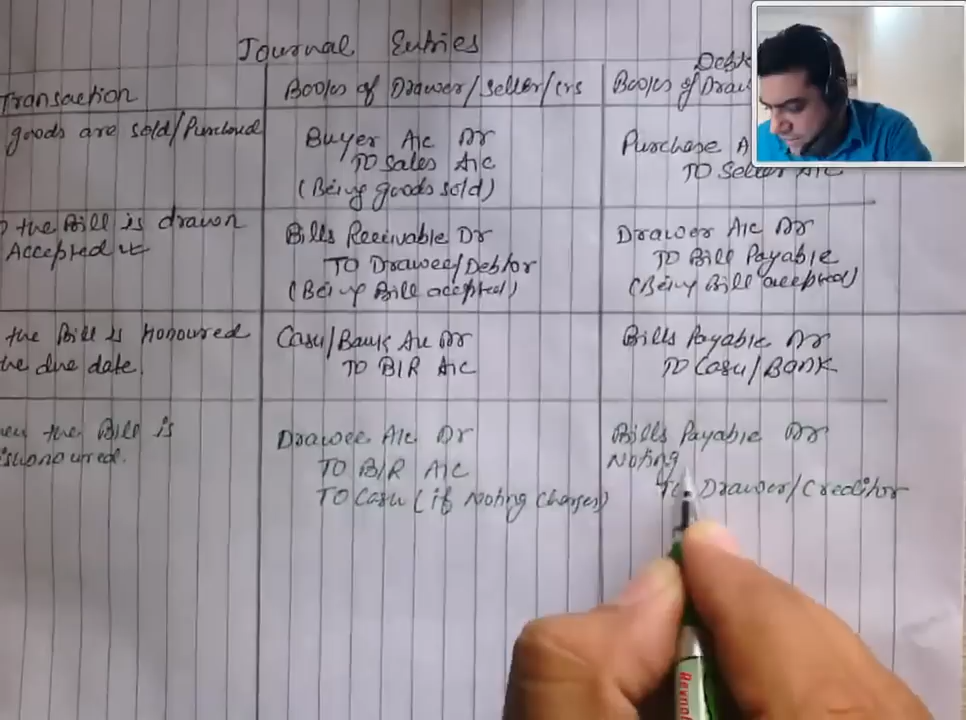 Journal Entries
Transaction
Books of Drawer/Seller/Crs
Books of
goods are sold/Purchased
Buyer A/c Dr
TO Sales A/c
(Being goods sold)
Purchase A
TO Seller A/c
the Bill is drawn
Accepted it
Bills Receivable Dr
TO Drawee/Debtor
(Being Bill accepted)
Drawer A/c Dr
TO Bill Payable
(Being Bill accepted)
the Bill is honoured
due date.
Cash/Bank A/c Dr
TO B/R A/c
Bills Payable Dr
TO Cash/BANK
the Bill is
Drawee A/c Dr
TO B/R A/c
TO Cash (if Noting Charges)
Bills Payable Dr
Noting
TO Drawer/Creditor